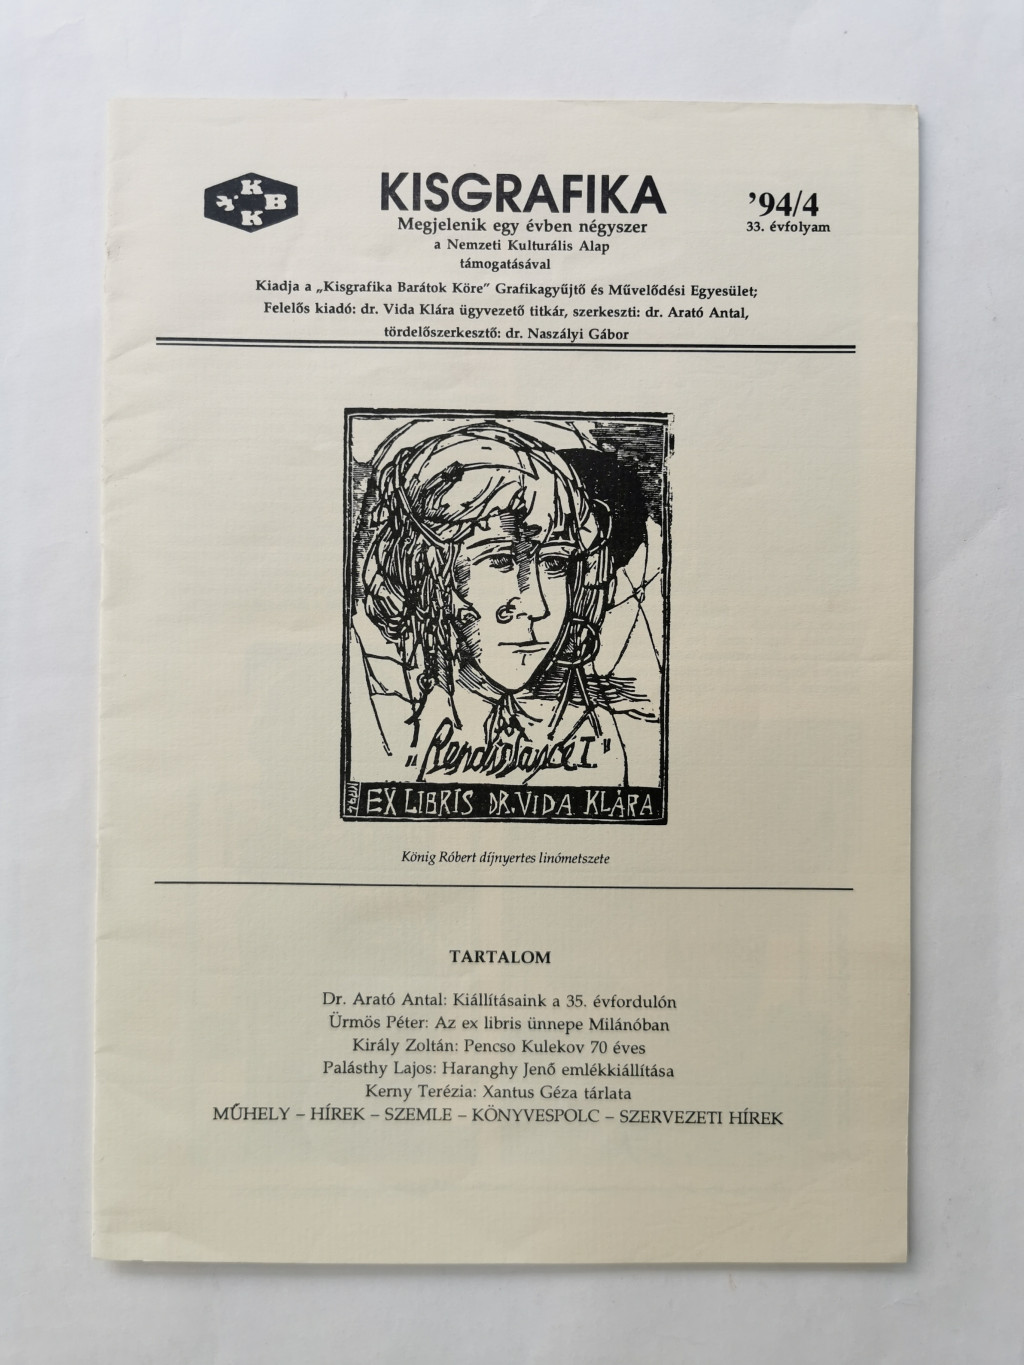 K
K B
K
KISGRAFIKA
'94/4
Megjelenik egy évben négyszer
33. évfolyam
a Nemzeti Kulturális Alap
támogatásával
Kiadja a „Kisgrafika Barátok Köre" Grafikagyűjtő és Művelődési Egyesület;
Felelős kiadó: dr. Vida Klára ügyvezető titkár, szerkeszti: dr. Arató Antal,
tördelőszerkesztő: dr. Naszályi Gábor
„Renaissance I."
EX LIBRIS DR. VIDA KLÁRA
König Róbert díjnyertes linómetszete
TARTALOM
Dr. Arató Antal: Kiállításaink a 35. évfordulón
Ürmös Péter: Az ex libris ünnepe Milánóban
Király Zoltán: Pencso Kulekov 70 éves
Palásthy Lajos: Haranghy Jenő emlékkiállítása
Kerny Terézia: Xantus Géza tárlata
MŰHELY – HÍREK – SZEMLE – KÖNYVESPOLC – SZERVEZETI HÍREK